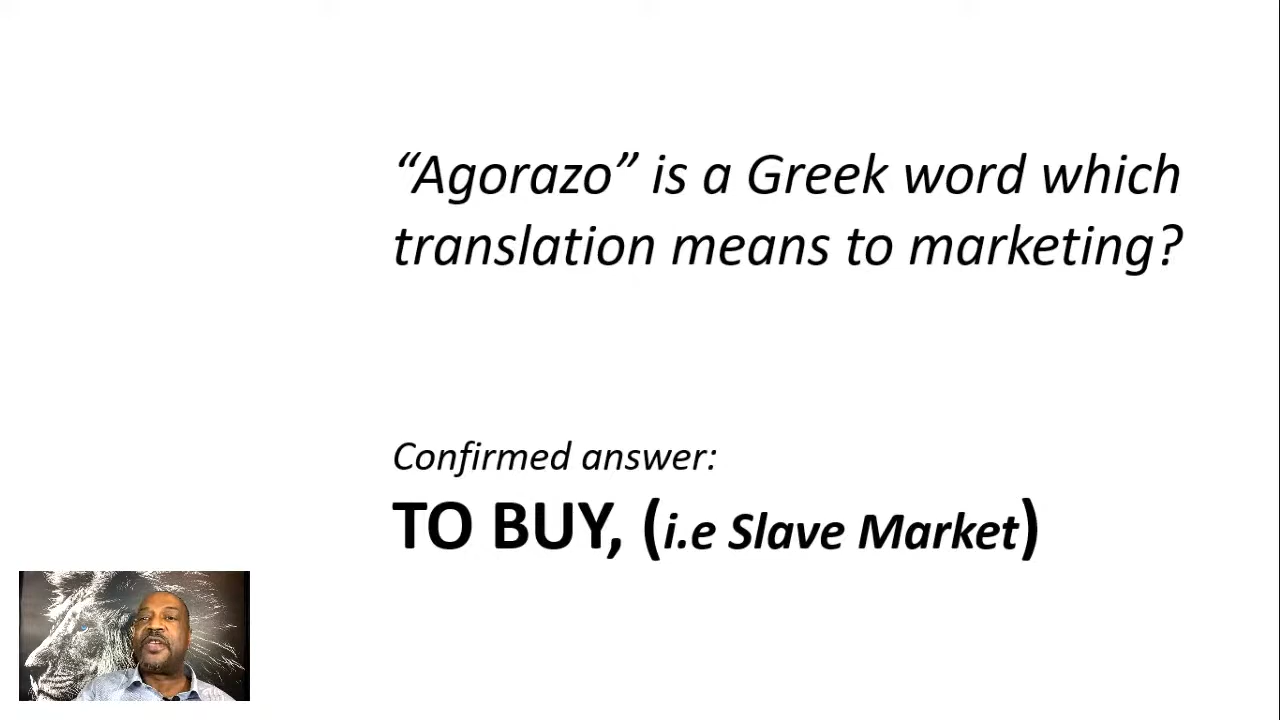 “Agorazo” is a Greek word which
translation means to marketing?
Confirmed answer:
TO BUY, (i.e Slave Market)